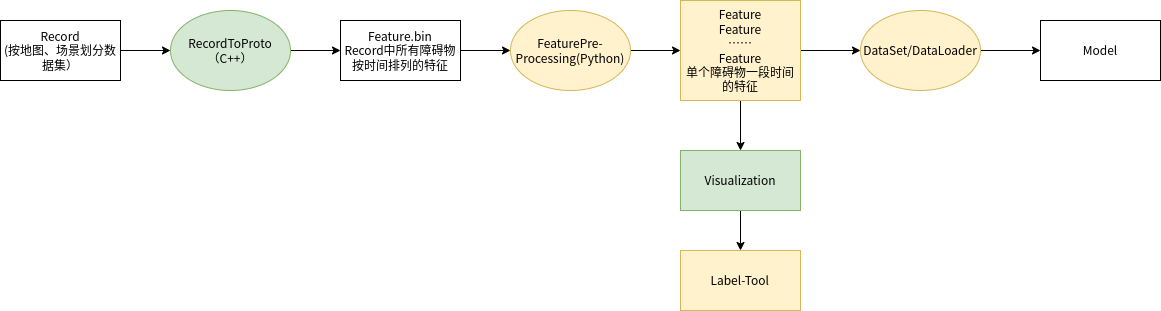 Record
(按地图、场景划分数
据集）
RecordToProto
（C++）
Feature.bin
Record中所有障碍物
按时间排列的特征
FeaturePre-
Processing(Python)
Feature
Feature
……
Feature
单个障碍物一段时间
的特征
DataSet/DataLoader
Model
Visualization
Label-Tool